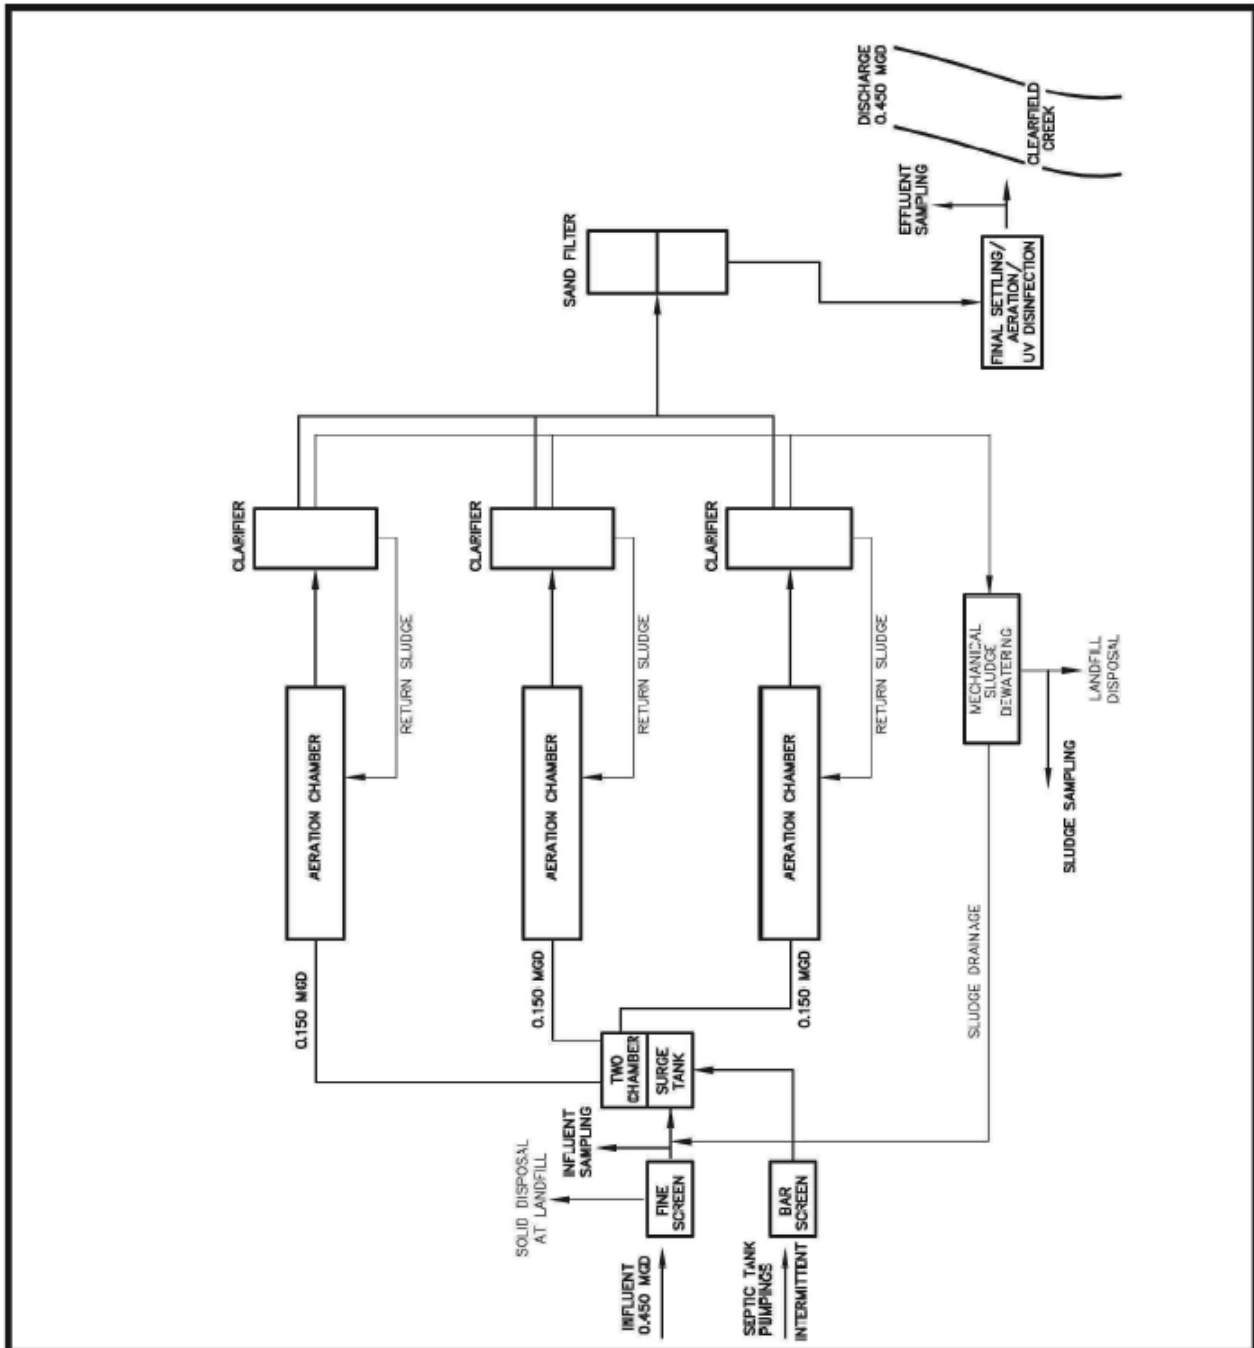 INFLUENT
0.450 MGD
SEPTIC TANK
PUMPINGS
INTERMITTENT
FINE
SCREEN
BAR
SCREEN
SOLID DISPOSAL
AT LANDFILL
INFLUENT
SAMPLING
TWO
CHAMBER
SURGE
TANK
0.150 MGD
0.150 MGD
0.150 MGD
AERATION CHAMBER
AERATION CHAMBER
AERATION CHAMBER
RETURN SLUDGE
RETURN SLUDGE
RETURN SLUDGE
CLARIFIER
CLARIFIER
CLARIFIER
SLUDGE DRAINAGE
MECHANICAL
SLUDGE
DEWATERING
SLUDGE SAMPLING
LANDFILL
DISPOSAL
SAND FILTER
FINAL SETTLING/
AERATION/
UV DISINFECTION
EFFLUENT
SAMPLING
DISCHARGE
0.450 MGD
CLEARFIELD
CREEK